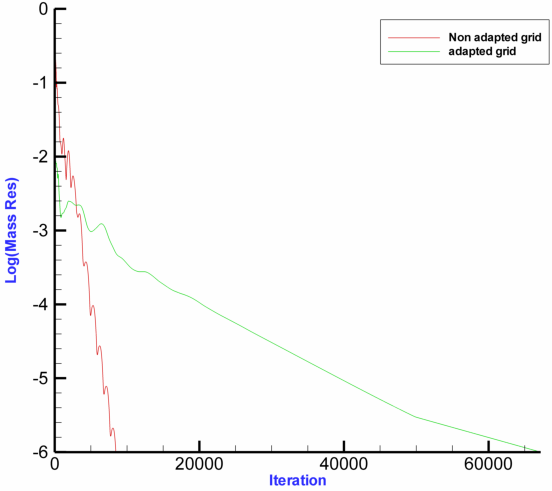 0
-1
-2
-3
-4
-5
-6
Log(Mass Res)
Non adapted grid
adapted grid
0 20000 40000 60000
Iteration